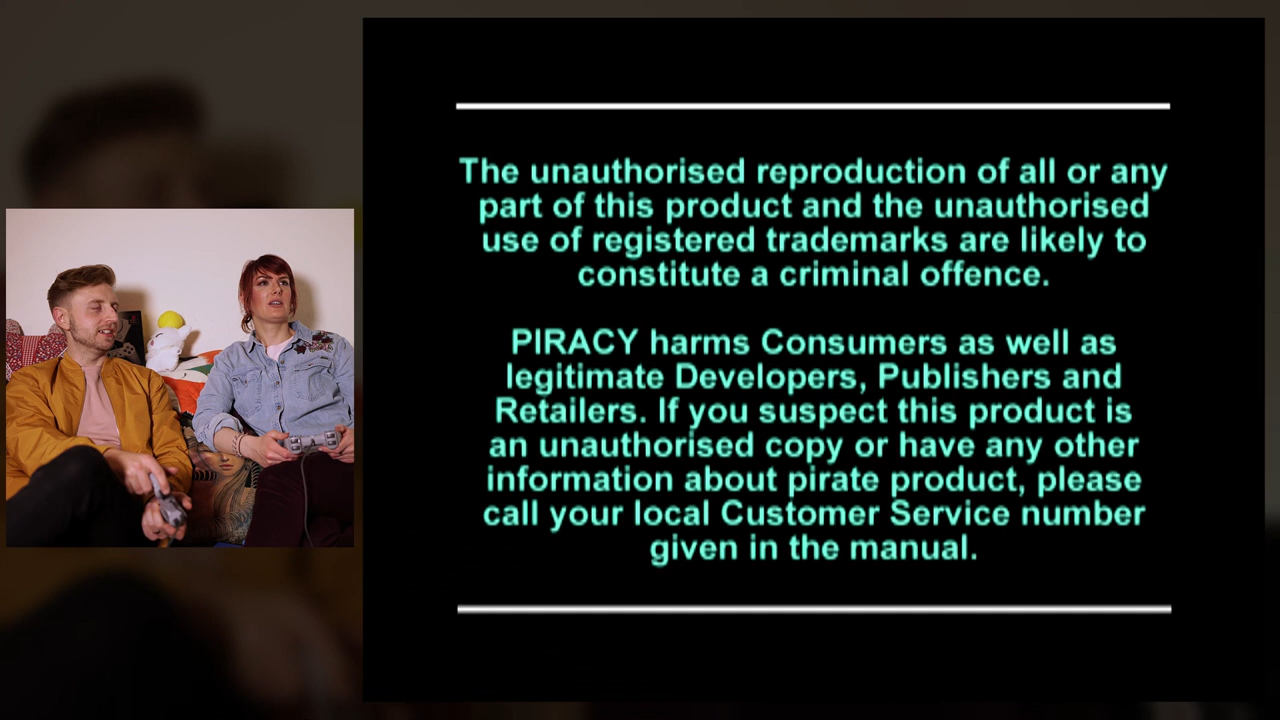 The unauthorised reproduction of all or any
part of this product and the unauthorised
use of registered trademarks are likely to
constitute a criminal offence.
PIRACY harms Consumers as well as
legitimate Developers, Publishers and
Retailers. If you suspect this product is
an unauthorised copy or have any other
information about pirate product, please
call your local Customer Service number
given in the manual.